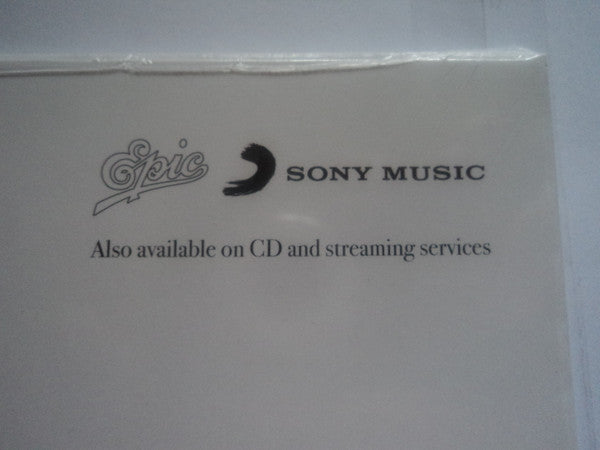 Epic SONY MUSIC
Also available on CD and streaming services